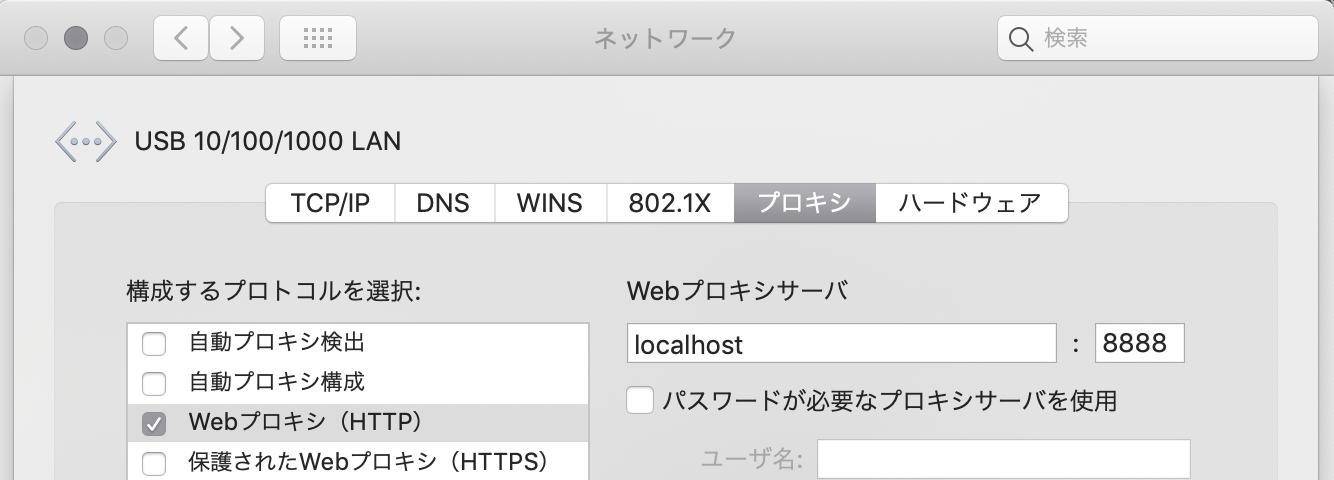 ネットワーク
検索
USB 10/100/1000 LAN
TCP/IP DNS WINS 802.1X プロキシ ハードウェア
構成するプロトコルを選択:
自動プロキシ検出
自動プロキシ構成
Webプロキシ（HTTP）
保護されたWebプロキシ（HTTPS）
Webプロキシサーバ
localhost : 8888
パスワードが必要なプロキシサーバを使用
ユーザ名: